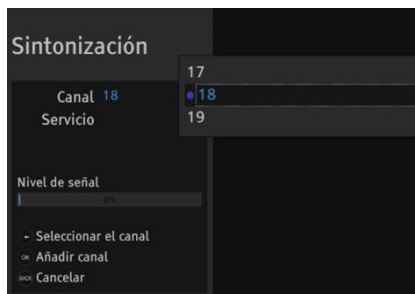 Sintonización
17
Canal 18
18
Servicio
19
Nivel de señal
0%
Seleccionar el canal
OK Añadir canal
BACK Cancelar